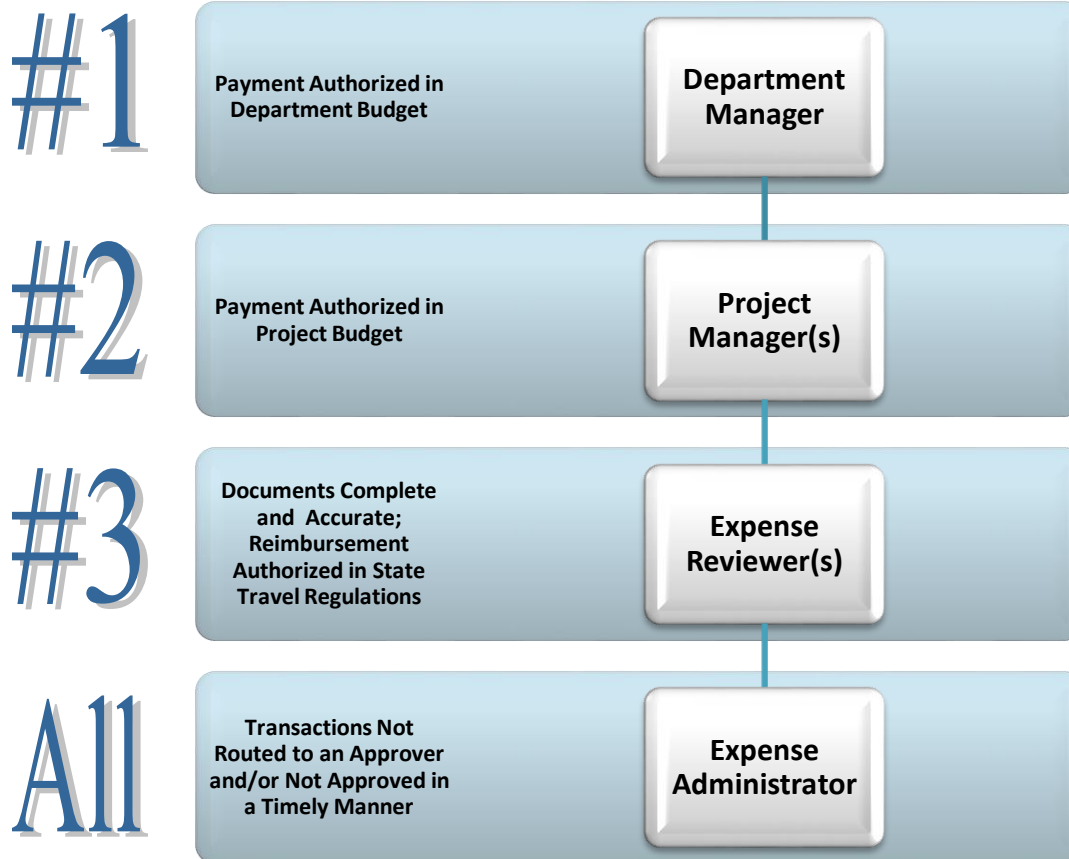 #1
Payment Authorized in
Department Budget
Department
Manager
#2
Payment Authorized in
Project Budget
Project
Manager(s)
#3
Documents Complete
and Accurate;
Reimbursement
Authorized in State
Travel Regulations
Expense
Reviewer(s)
All
Transactions Not
Routed to an Approver
and/or Not Approved in
a Timely Manner
Expense
Administrator